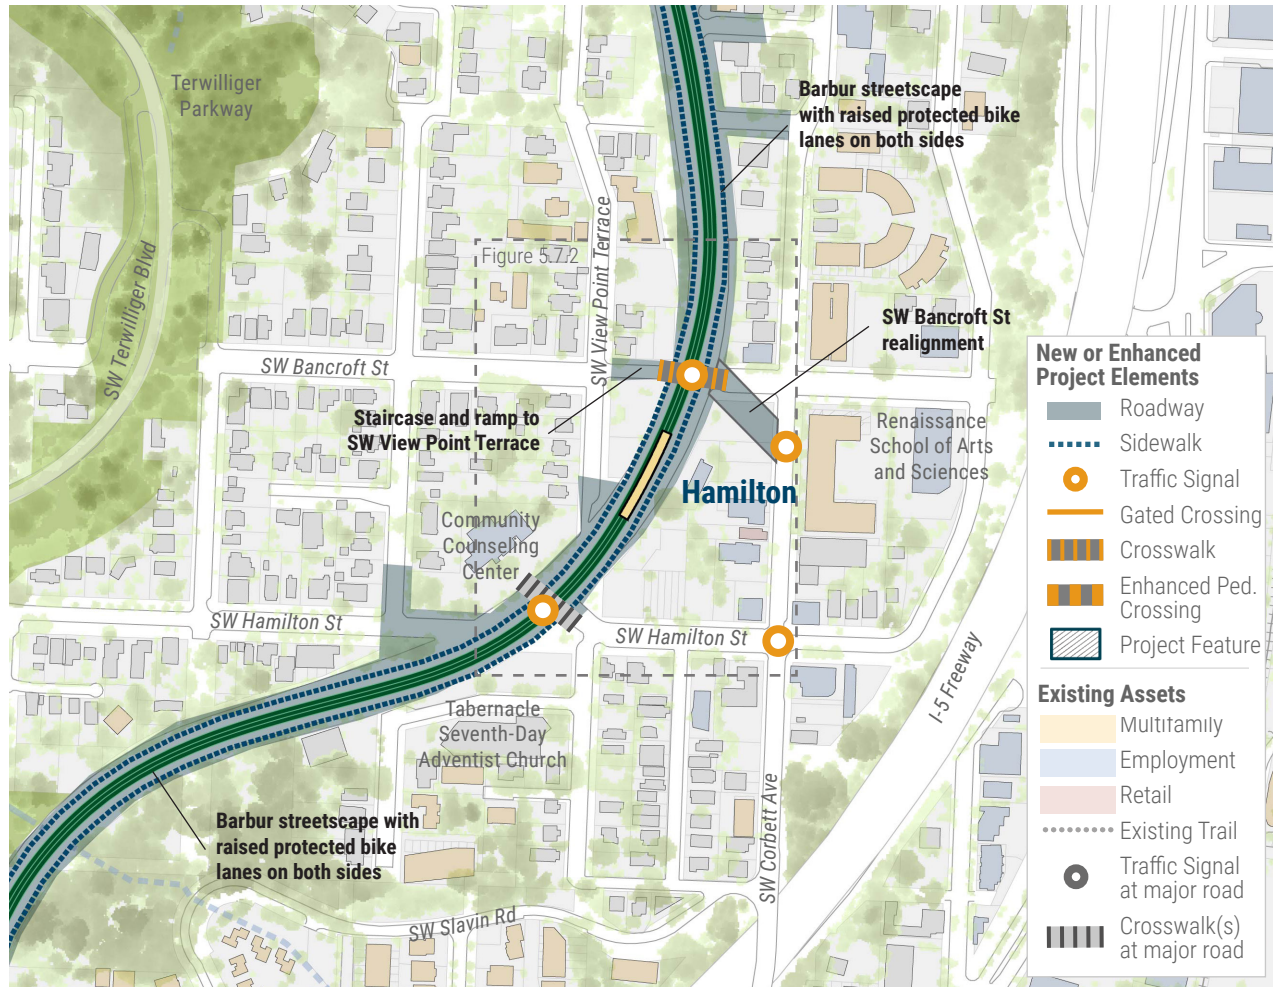 Terwilliger
Parkway
Barbur streetscape
with raised protected bike
lanes on both sides
SW Terwilliger Blvd
SW View Point Terrace
Figure 5.7.2
SW Bancroft St
SW Bancroft St
realignment
Staircase and ramp to
SW View Point Terrace
Renaissance
School of Arts
and Sciences
Hamilton
Community
Counseling
Center
SW Hamilton St
SW Hamilton St
I-5 Freeway
Tabernacle
Seventh-Day
Adventist Church
Barbur streetscape with
raised protected bike
lanes on both sides
SW Corbett Ave
SW Slavin Rd
New or Enhanced
Project Elements
Roadway
Sidewalk
Traffic Signal
Gated Crossing
Crosswalk
Enhanced Ped.
Crossing
Project Feature
Existing Assets
Multifamily
Employment
Retail
Existing Trail
Traffic Signal
at major road
Crosswalk(s)
at major road